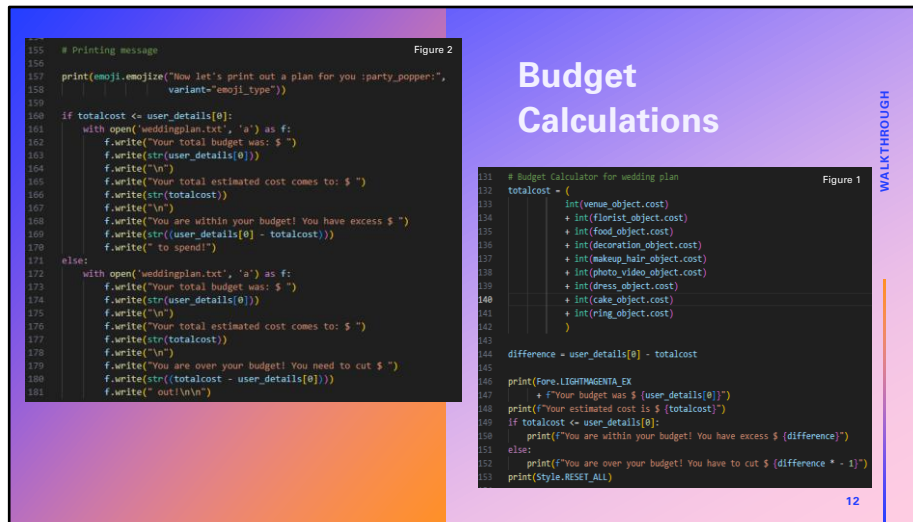 Budget
Calculations
WALKTHROUGH
Figure 2
155 # Printing message
156
157 print(emoji.emojize("Now let's print out a plan for you :party_popper:",
158 variant="emoji_type"))
159
160 if totalcost <= user_details[0]:
161 with open('weddingplan.txt', 'a') as f:
162 f.write("Your total budget was: $ ")
163 f.write(str(user_details[0]))
164 f.write("\n")
165 f.write("Your total estimated cost comes to: $ ")
166 f.write(str(totalcost))
167 f.write("\n")
168 f.write("You are within your budget! You have excess $ ")
169 f.write(str((user_details[0] - totalcost)))
170 f.write(" to spend!")
171 else:
172 with open('weddingplan.txt', 'a') as f:
173 f.write("Your total budget was: $ ")
174 f.write(str(user_details[0]))
175 f.write("\n")
176 f.write("Your total estimated cost comes to: $ ")
177 f.write(str(totalcost))
178 f.write("\n")
179 f.write("You are over your budget! You need to cut $ ")
180 f.write(str((totalcost - user_details[0])))
181 f.write(" out!\n\n")
Figure 1
131 # Budget Calculator for wedding plan
132 totalcost = (
133 int(venue_object.cost)
134 + int(florist_object.cost)
135 + int(food_object.cost)
136 + int(decoration_object.cost)
137 + int(makeup_hair_object.cost)
138 + int(photo_video_object.cost)
139 + int(dress_object.cost)
140 + int(cake_object.cost)
141 + int(ring_object.cost)
142 )
143
144 difference = user_details[0] - totalcost
145
146 print(Fore.LIGHTMAGENTA_EX
147 + f"Your budget was $ {user_details[0]}")
148 print(f"Your estimated cost is $ {totalcost}")
149 if totalcost <= user_details[0]:
150 print(f"You are within your budget! You have excess $ {difference}")
151 else:
152 print(f"You are over your budget! You have to cut $ {difference * - 1}")
153 print(Style.RESET_ALL)
12